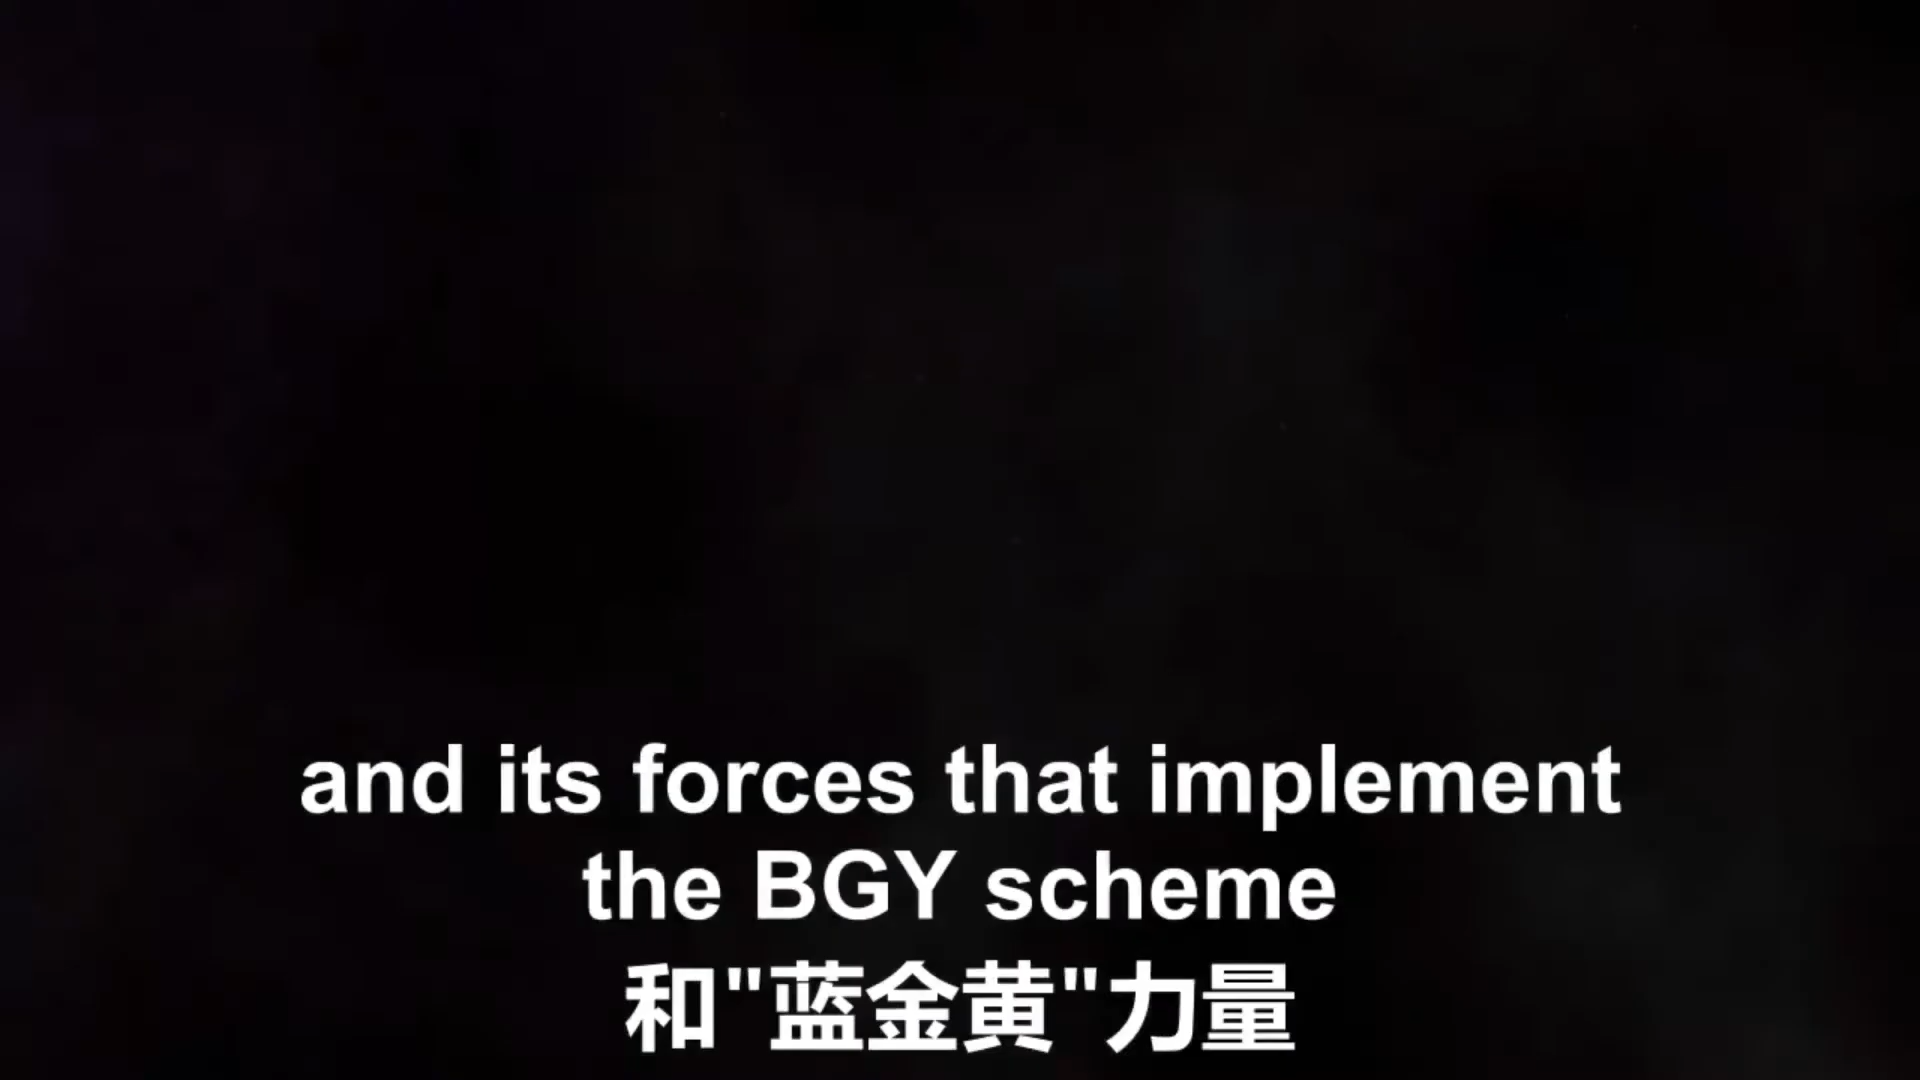 and its forces that implement
the BGY scheme
和"蓝金黄"力量